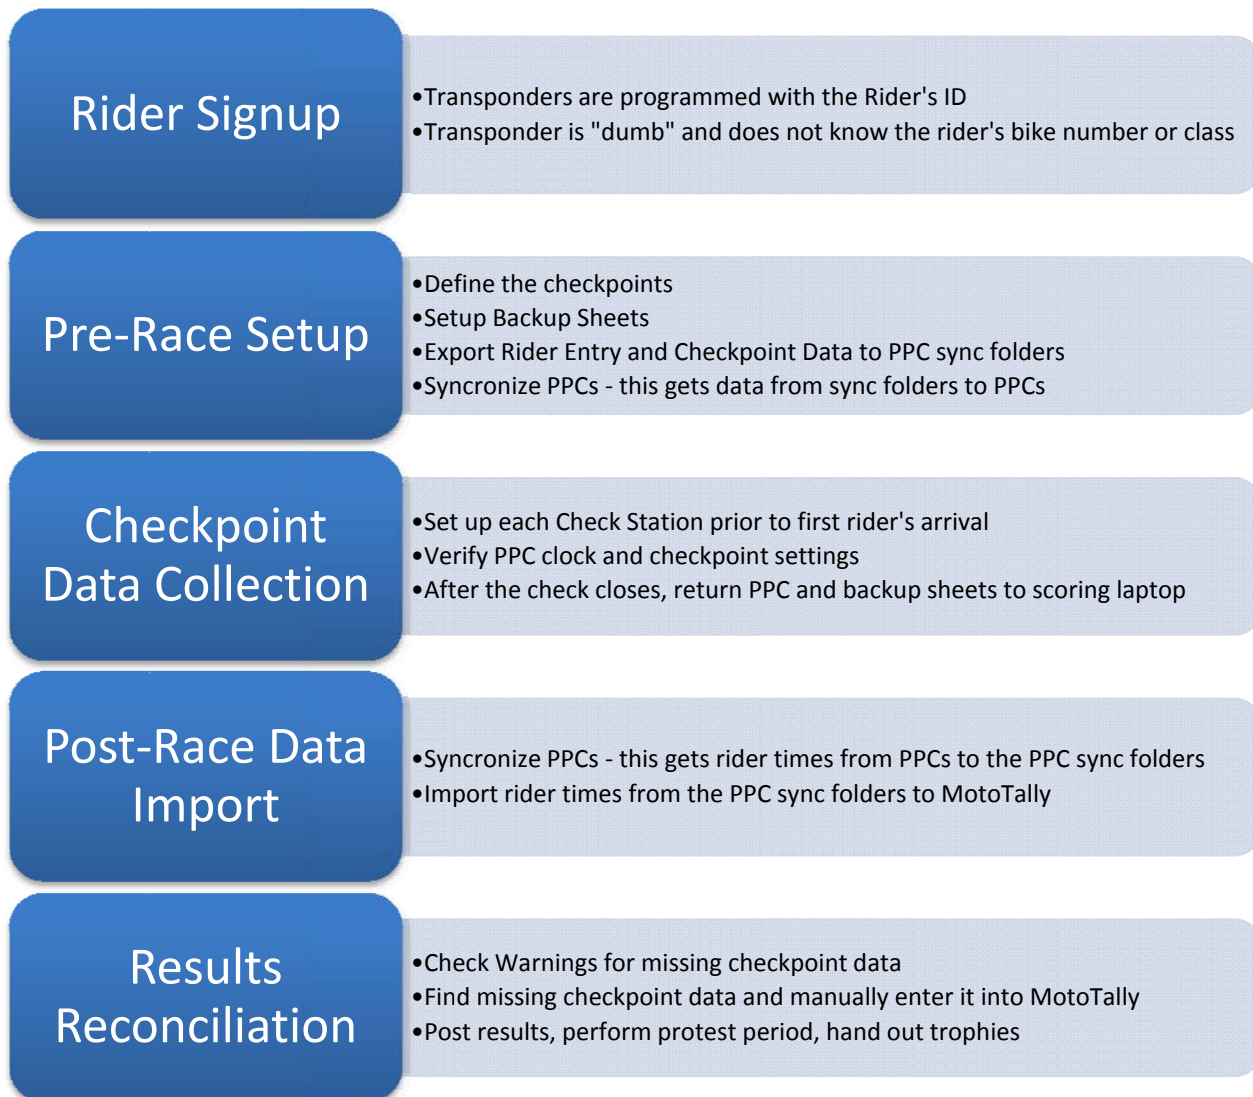 Rider Signup
•Transponders are programmed with the Rider's ID
•Transponder is "dumb" and does not know the rider's bike number or class
Pre-Race Setup
•Define the checkpoints
•Setup Backup Sheets
•Export Rider Entry and Checkpoint Data to PPC sync folders
•Syncronize PPCs - this gets data from sync folders to PPCs
Checkpoint
Data Collection
•Set up each Check Station prior to first rider's arrival
•Verify PPC clock and checkpoint settings
•After the check closes, return PPC and backup sheets to scoring laptop
Post-Race Data
Import
•Syncronize PPCs - this gets rider times from PPCs to the PPC sync folders
•Import rider times from the PPC sync folders to MotoTally
Results
Reconciliation
•Check Warnings for missing checkpoint data
•Find missing checkpoint data and manually enter it into MotoTally
•Post results, perform protest period, hand out trophies